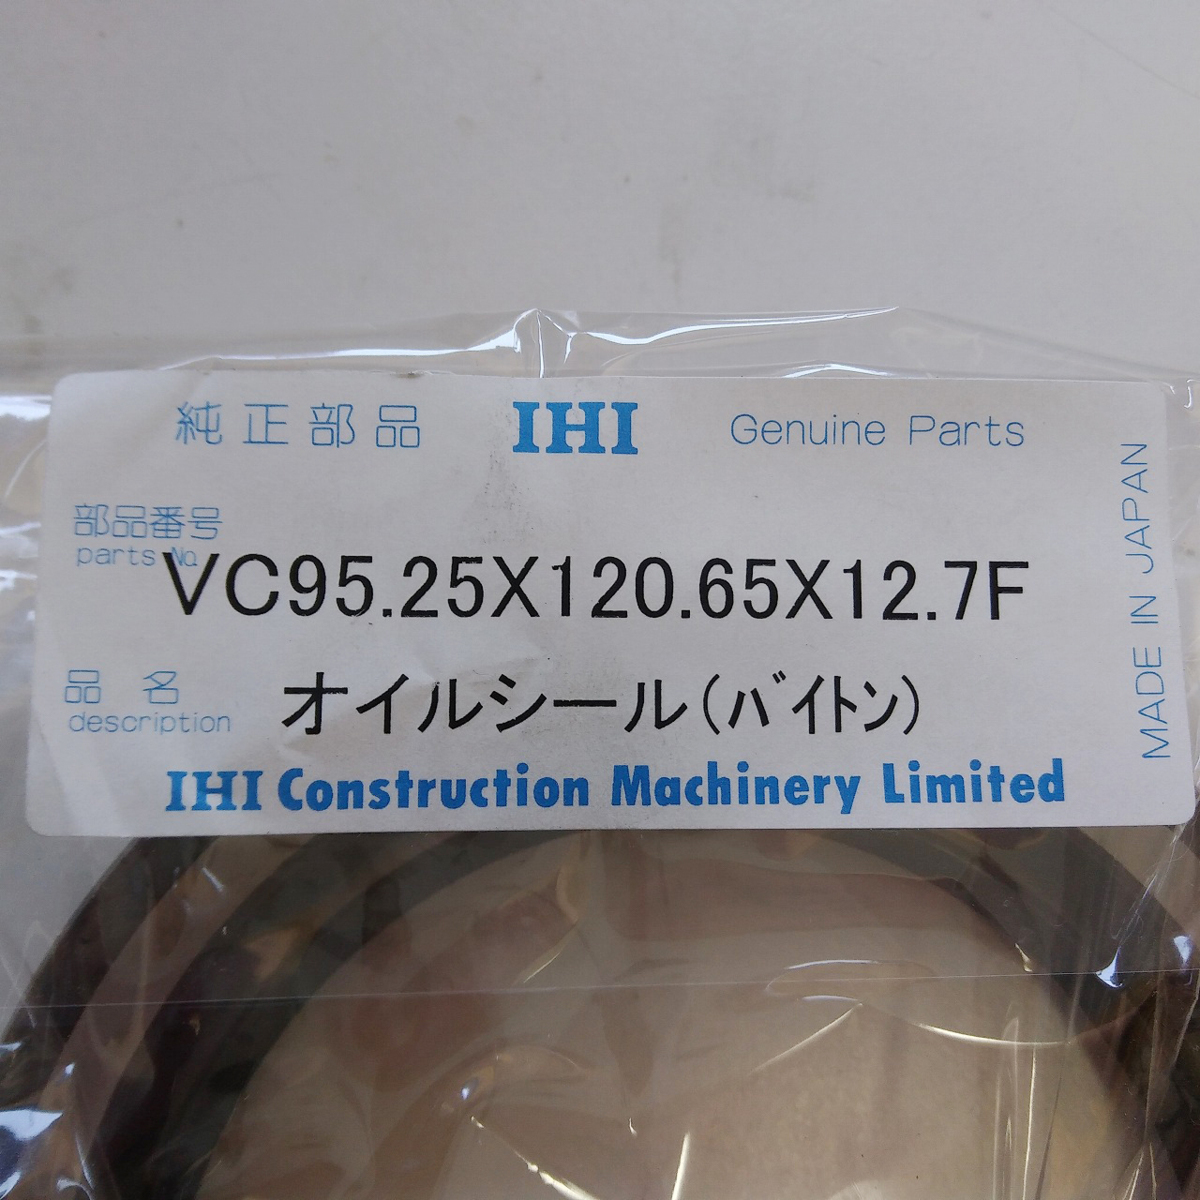 純正部品 IHI Genuine Parts
部品番号
parts No.
VC95.25X120.65X12.7F
品 名 オイルシール(ﾊﾞｲﾄﾝ)
description
IHI Construction Machinery Limited
MADE IN JAPAN